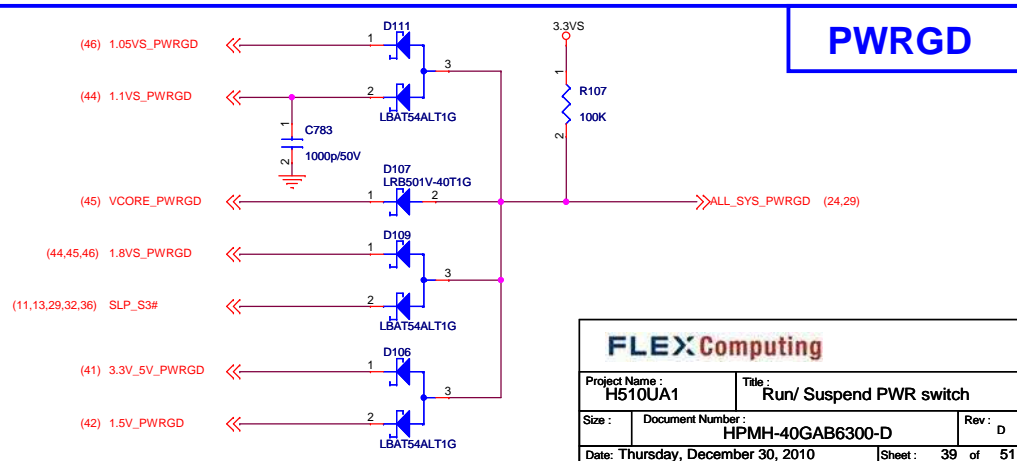 PWRGD
D111
3.3VS
(46) 1.05VS_PWRGD
1
3
1
R107
100K
2
(44) 1.1VS_PWRGD
2
LBAT54ALT1G
1
C783
1000p/50V
2
D107
LRB501V-40T1G
(45) VCORE_PWRGD
1
2
ALL_SYS_PWRGD (24,29)
D109
(44,45,46) 1.8VS_PWRGD
1
3
(11,13,29,32,36) SLP_S3#
2
LBAT54ALT1G
D106
(41) 3.3V_5V_PWRGD
1
3
(42) 1.5V_PWRGD
2
LBAT54ALT1G
FLEX Computing
Project Name :
H510UA1
Title :
Run/ Suspend PWR switch
Size :
Document Number :
HPMH-40GAB6300-D
Rev :
D
Date: Thursday, December 30, 2010
Sheet : 39 of 51